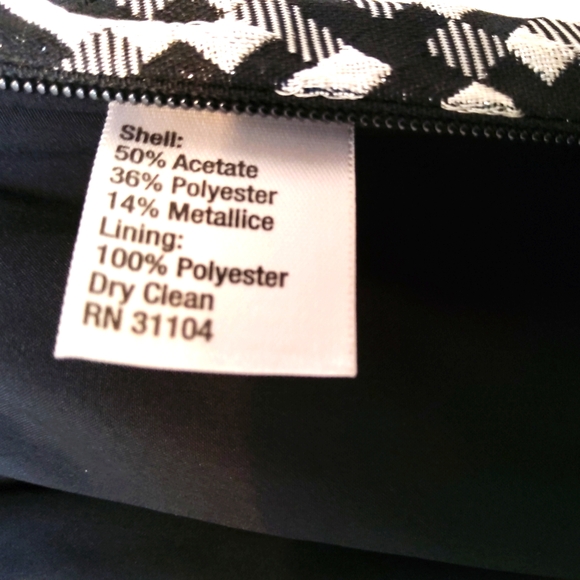 Shell:
50% Acetate
36% Polyester
14% Metallice
Lining:
100% Polyester
Dry Clean
RN 31104